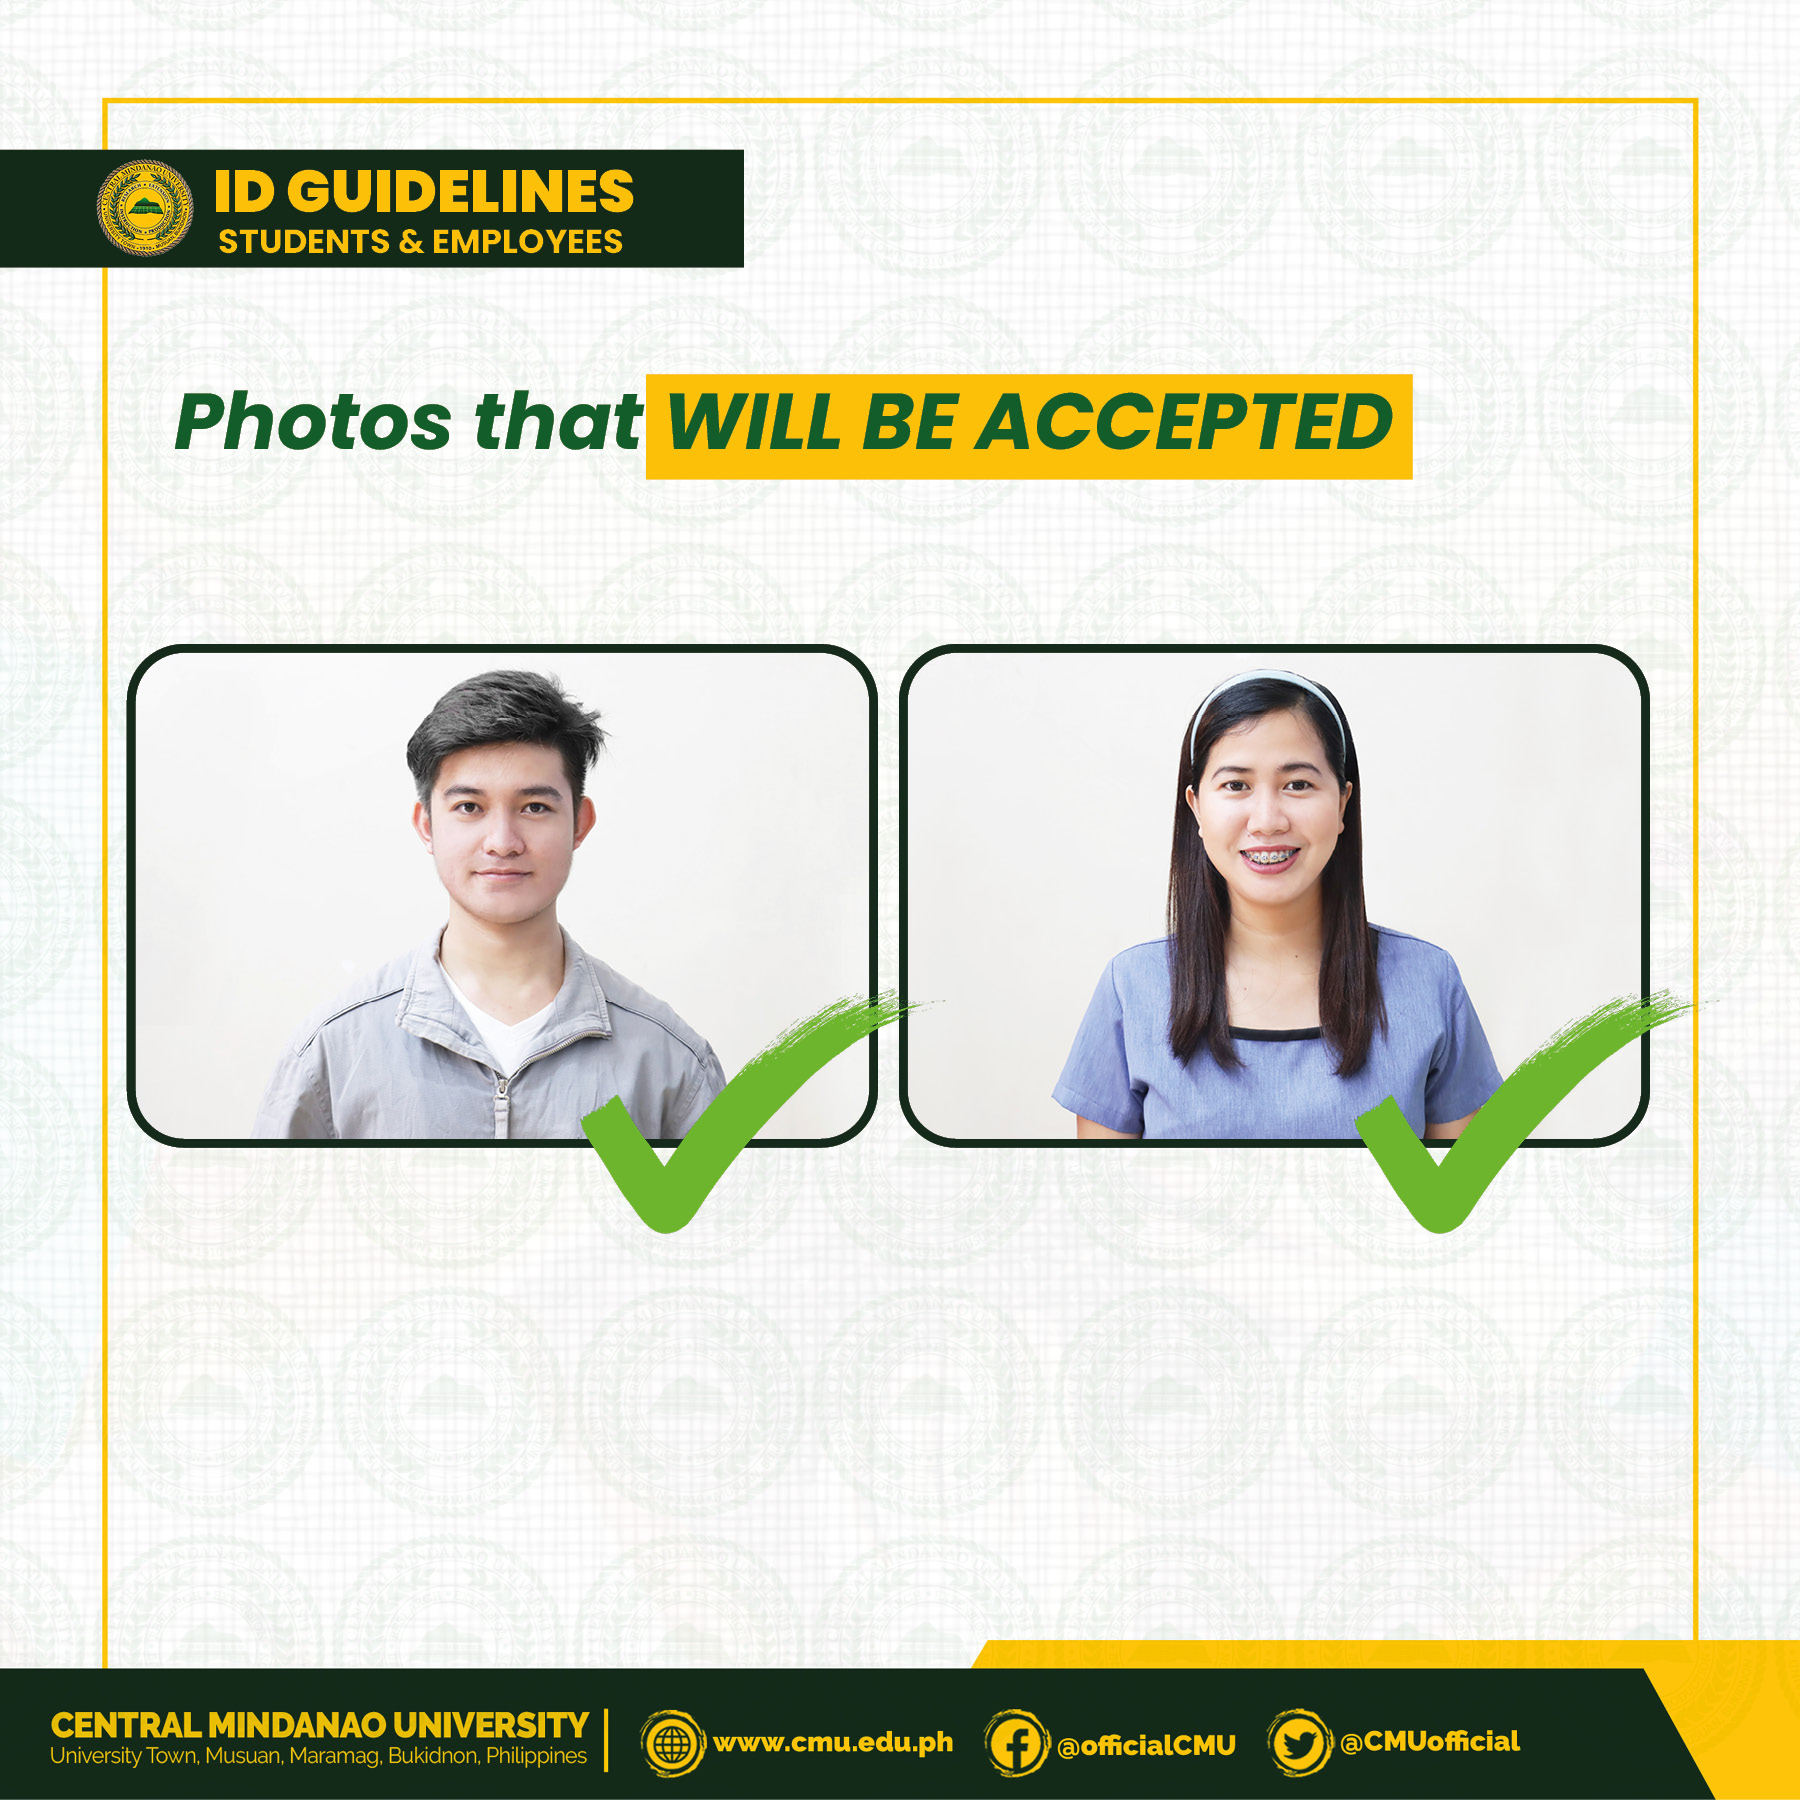 ID GUIDELINES
STUDENTS & EMPLOYEES
Photos that WILL BE ACCEPTED
CENTRAL MINDANAO UNIVERSITY
University Town, Musuan, Maramag, Bukidnon, Philippines
www.cmu.edu.ph
@officialCMU
@CMUofficial